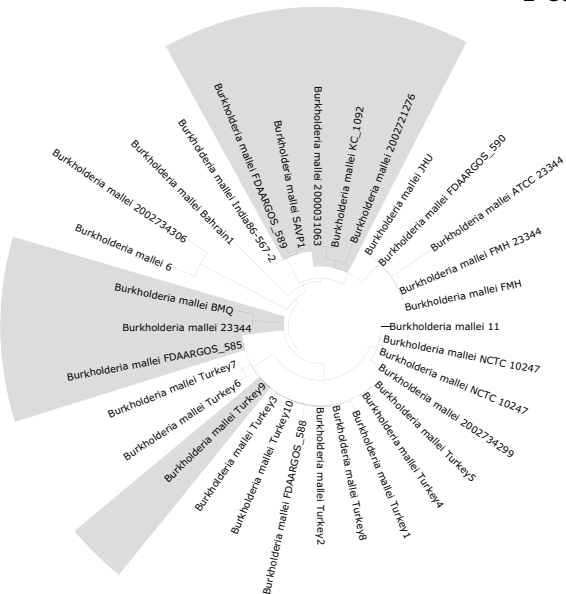 Burkholderia mallei FDAARGOS_589
Burkholderia mallei SAVP1
Burkholderia mallei 2000031063
Burkholderia mallei KC_1092
Burkholderia mallei 2002721276
Burkholderia mallei JHU
Burkholderia mallei FDAARGOS_590
Burkholderia mallei ATCC 23344
Burkholderia mallei FMH 23344
Burkholderia mallei FMH
Burkholderia mallei 11
Burkholderia mallei NCTC 10247
Burkholderia mallei NCTC 10247
Burkholderia mallei 2002734299
Burkholderia mallei Turkey5
Burkholderia mallei Turkey4
Burkholderia mallei Turkey1
Burkholderia mallei Turkey8
Burkholderia mallei Turkey2
Burkholderia mallei FDAARGOS_588
Burkholderia mallei Turkey10
Burkholderia mallei Turkey3
Burkholderia mallei Turkey9
Burkholderia mallei Turkey6
Burkholderia mallei Turkey7
Burkholderia mallei FDAARGOS_585
Burkholderia mallei 23344
Burkholderia mallei BMQ
Burkholderia mallei 6
Burkholderia mallei 2002734306
Burkholderia mallei Bahrain1
Burkholderia mallei India86-567-2